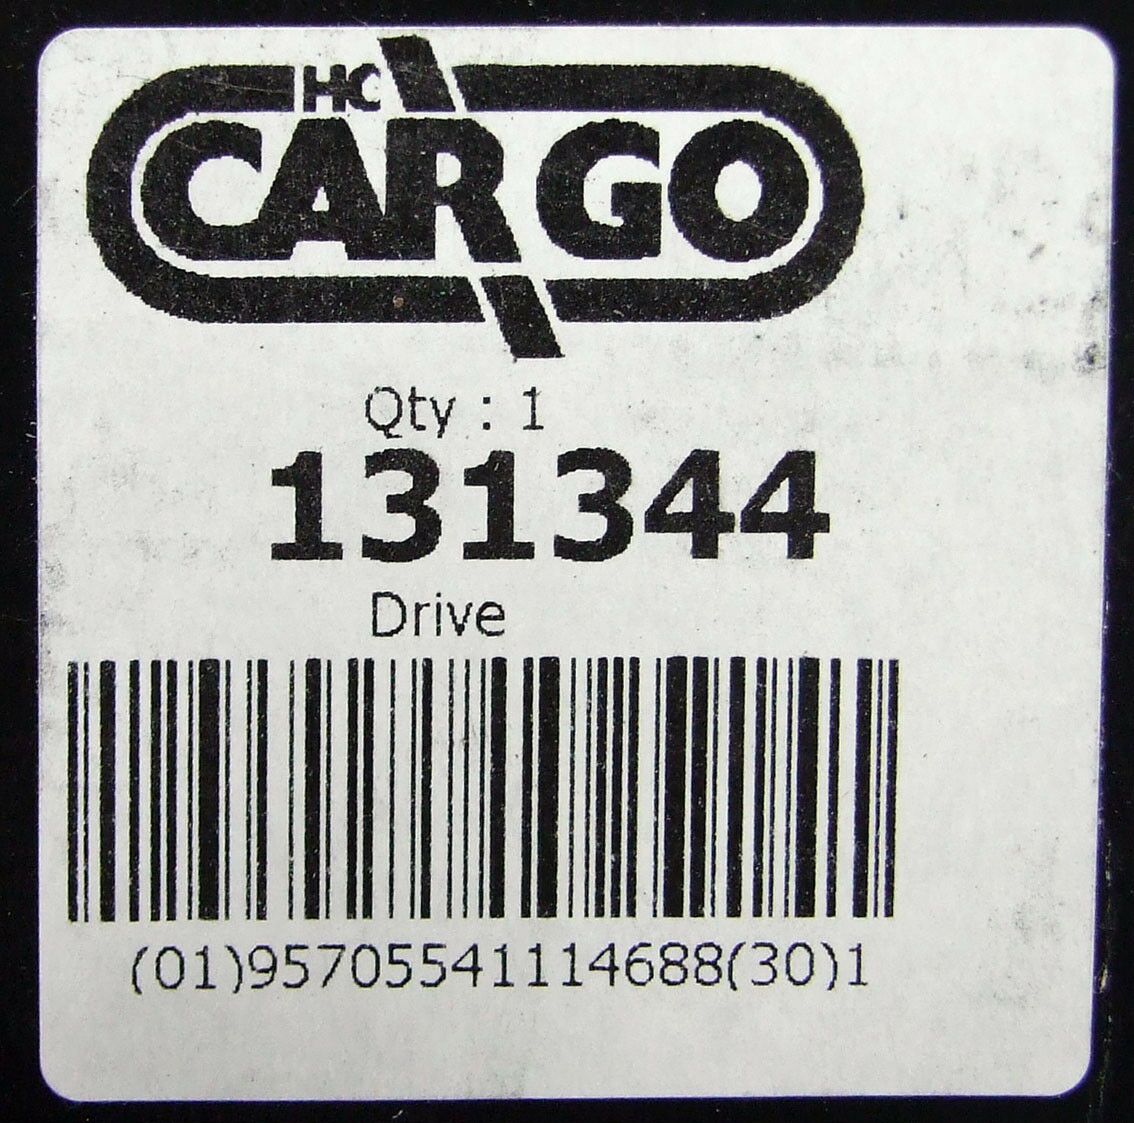 HC
CARGO
Qty : 1
131344
Drive
(01)95705541114688(30)1